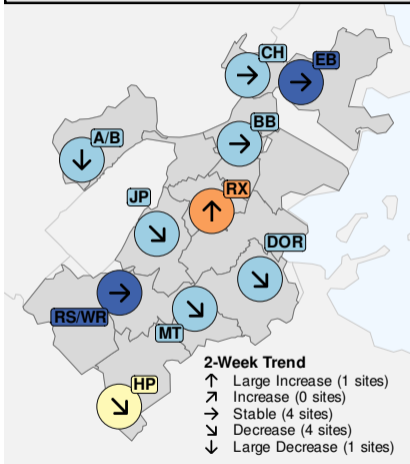 CH
EB
BB
A/B
RX
JP
DOR
RS/WR
MT
HP
2-Week Trend
↑ Large Increase (1 sites)
↗ Increase (0 sites)
→ Stable (4 sites)
↘ Decrease (4 sites)
↓ Large Decrease (1 sites)